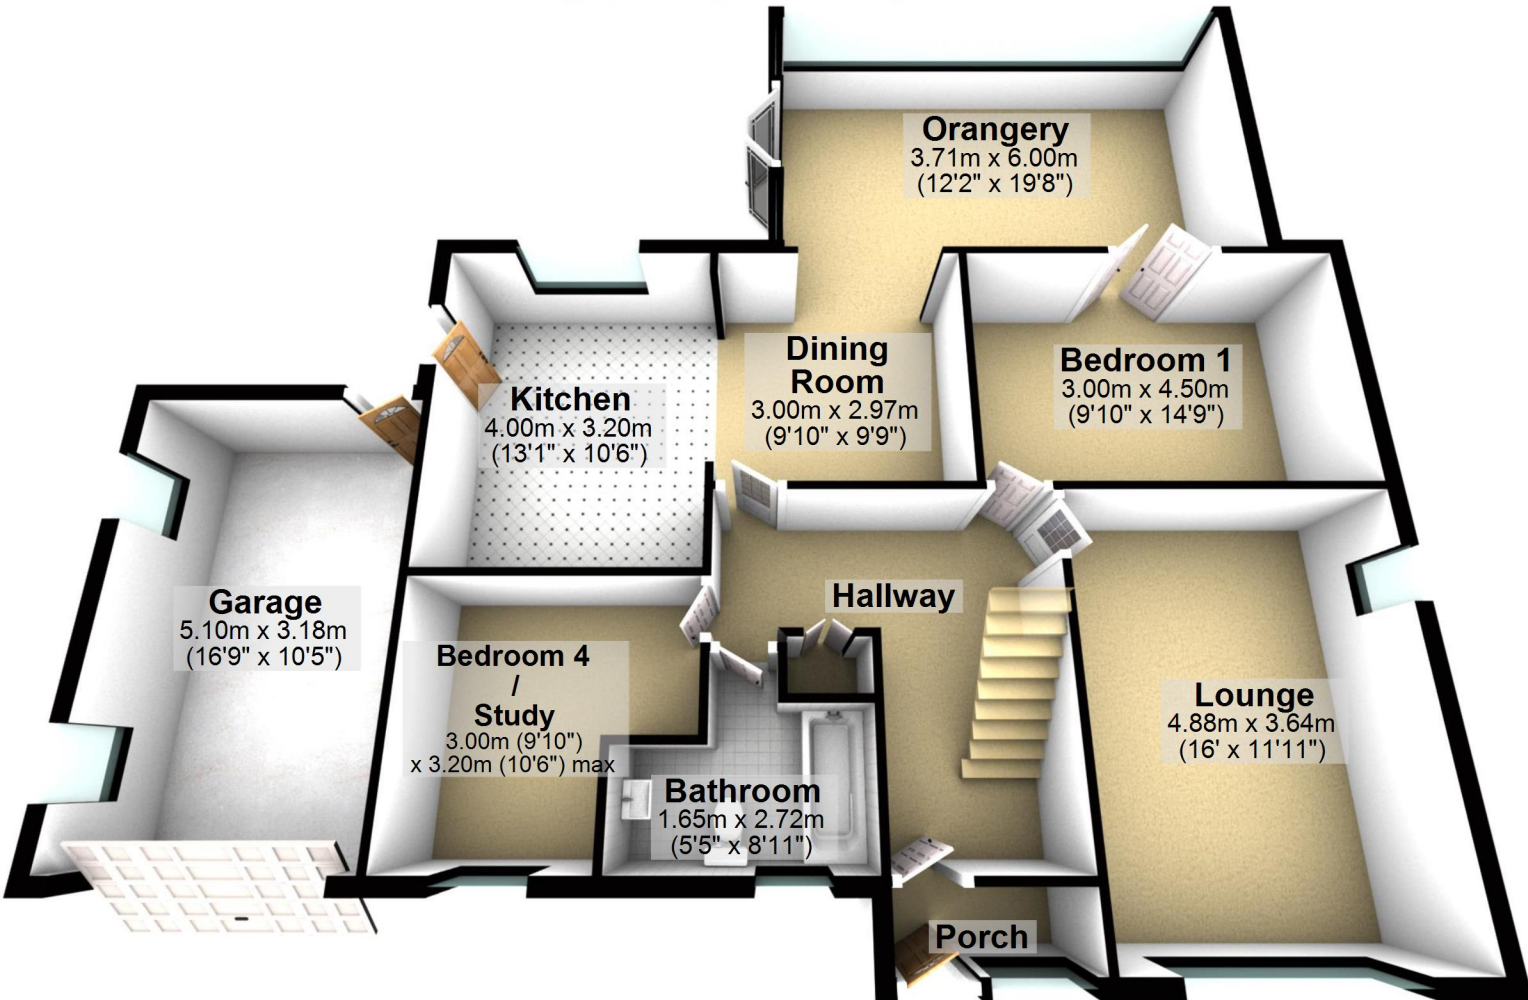 Orangery
3.71m x 6.00m
(12'2" x 19'8")
Dining
Room
3.00m x 2.97m
(9'10" x 9'9")
Bedroom 1
3.00m x 4.50m
(9'10" x 14'9")
Kitchen
4.00m x 3.20m
(13'1" x 10'6")
Garage
5.10m x 3.18m
(16'9" x 10'5")
Hallway
Bedroom 4
/
Study
3.00m (9'10")
x 3.20m (10'6") max
Lounge
4.88m x 3.64m
(16' x 11'11")
Bathroom
1.65m x 2.72m
(5'5" x 8'11")
Porch